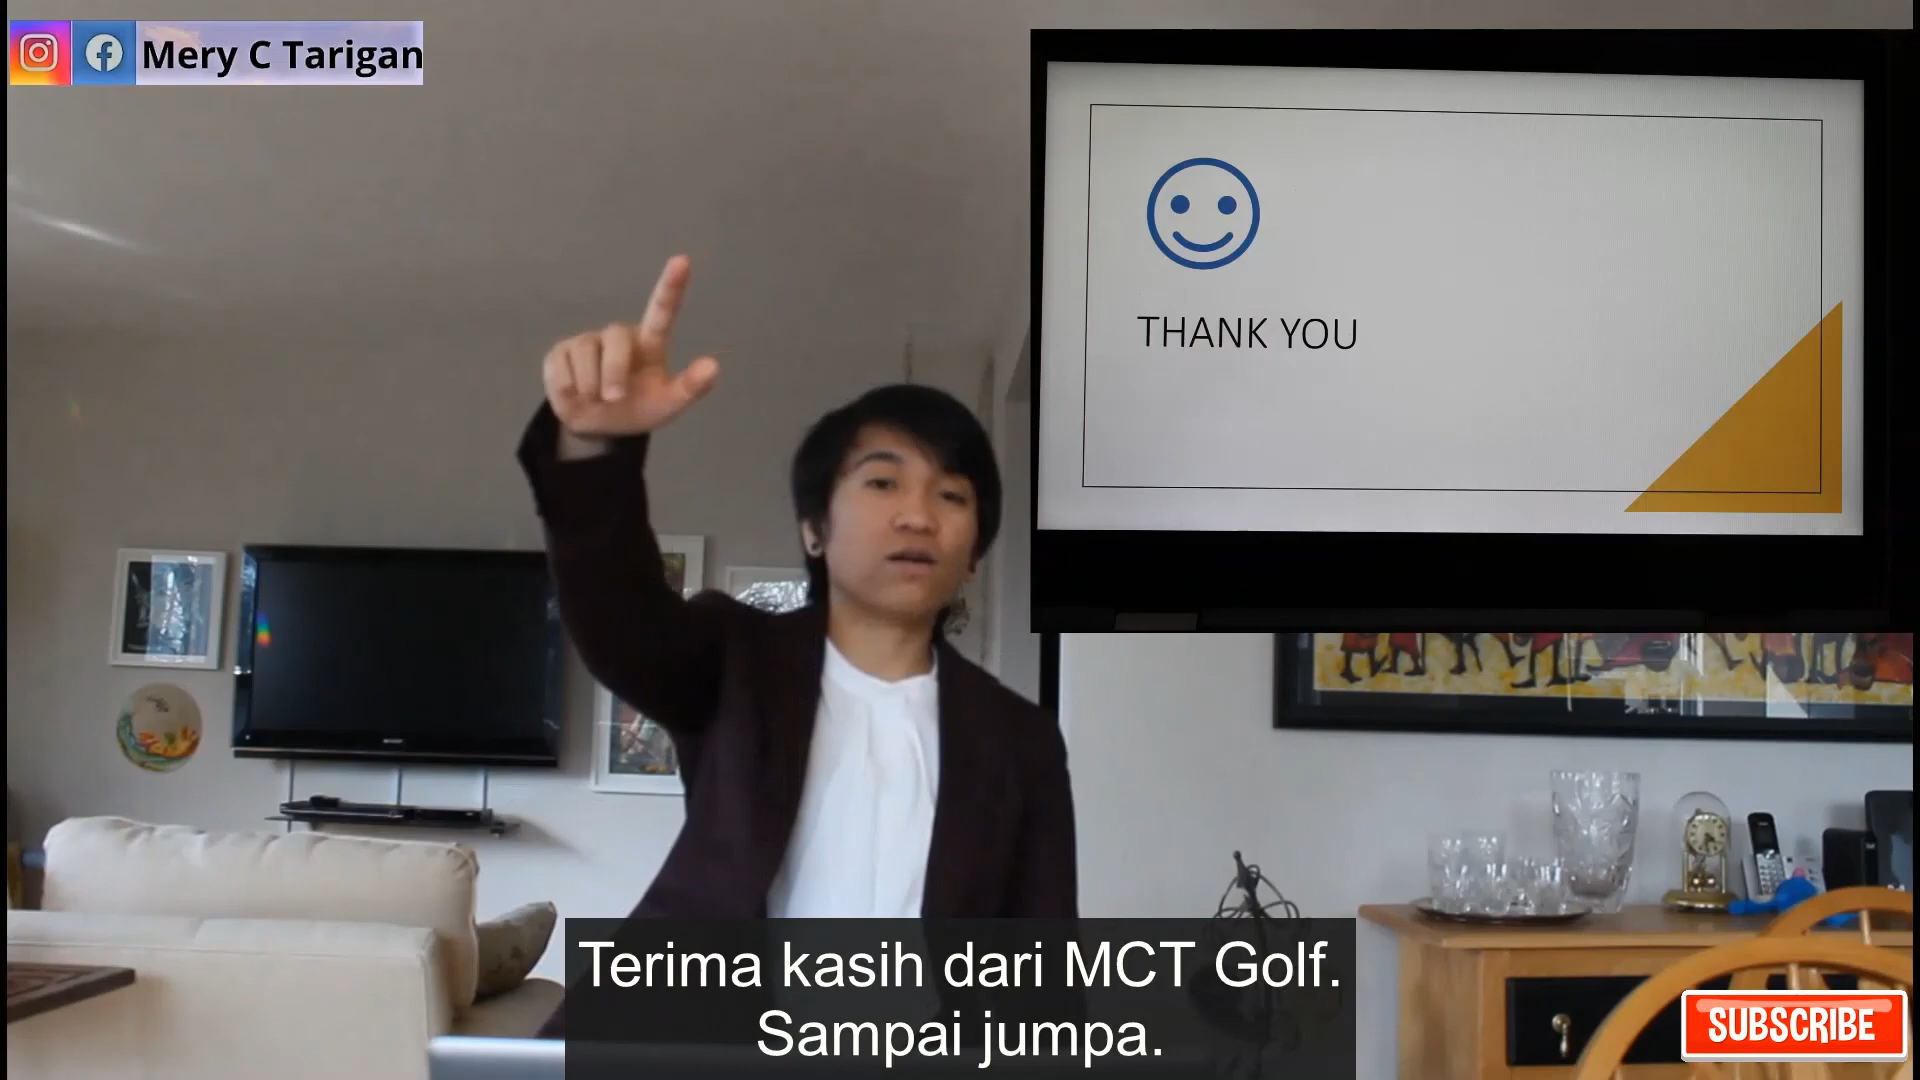 Mery C Tarigan
THANK YOU
Terima kasih dari MCT Golf.
Sampai jumpa.
SUBSCRIBE